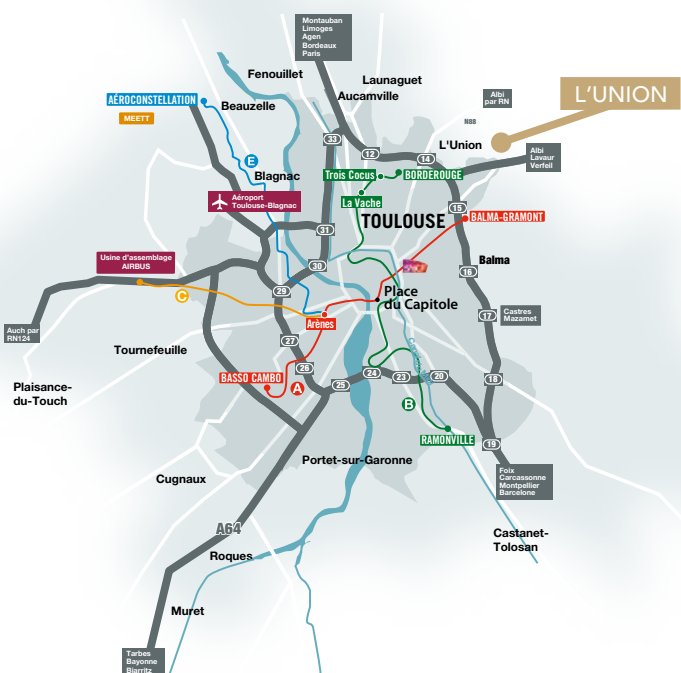 Montauban
Limoges
Agen
Bordeaux
Paris
Fenouillet
Launaguet
Aucamville
AÉROCONSTELLATION
Beauzelle
MEETT
Albi
par RN
N88
L'UNION
L'Union
33
12
14
Albi
Lavaur
Verfeil
E
Blagnac
Trois Cocus
BORDEROUGE
La Vache
Aéroport
Toulouse-Blagnac
TOULOUSE
15
BALMA-GRAMONT
31
Usine d'assemblage
AIRBUS
30
Balma
16
C
29
Place
du Capitole
17
Castres
Mazamet
Auch par
RN124
Arènes
27
Tournefeuille
26
BASSO CAMBO
A
25
24
23
20
18
Plaisance-
du-Touch
B
RAMONVILLE
19
Portet-sur-Garonne
Cugnaux
Foix
Carcassonne
Montpellier
Barcelone
A64
Castanet-
Tolosan
Roques
Muret
Tarbes
Bayonne
Biarritz